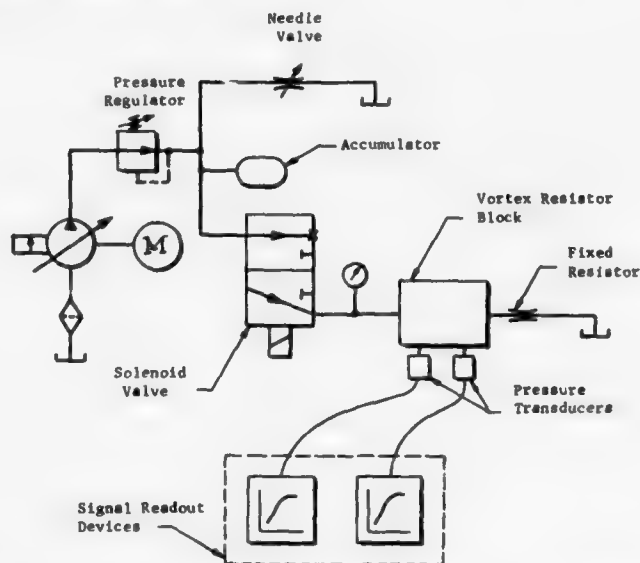 Needle
Valve
Pressure
Regulator
Accumulator
Vortex Resistor
Block
Fixed
Resistor
M
Solenoid
Valve
Pressure
Transducers
Signal Readout
Devices